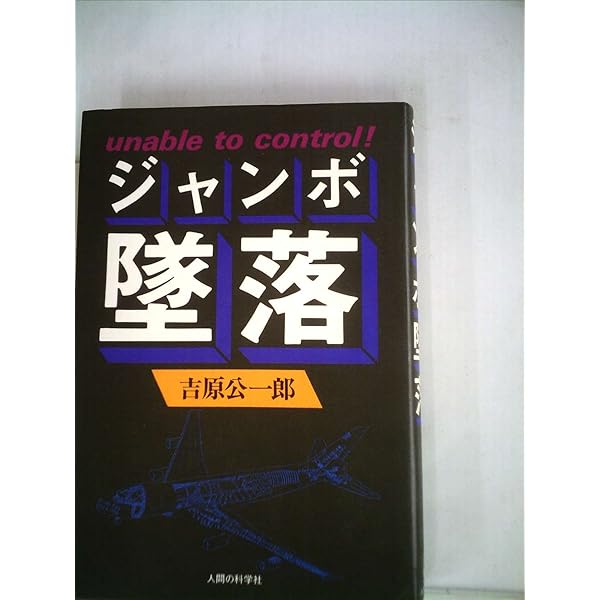 unable to control!
ジャンボ
墜落
吉原公一郎
人間の科学社